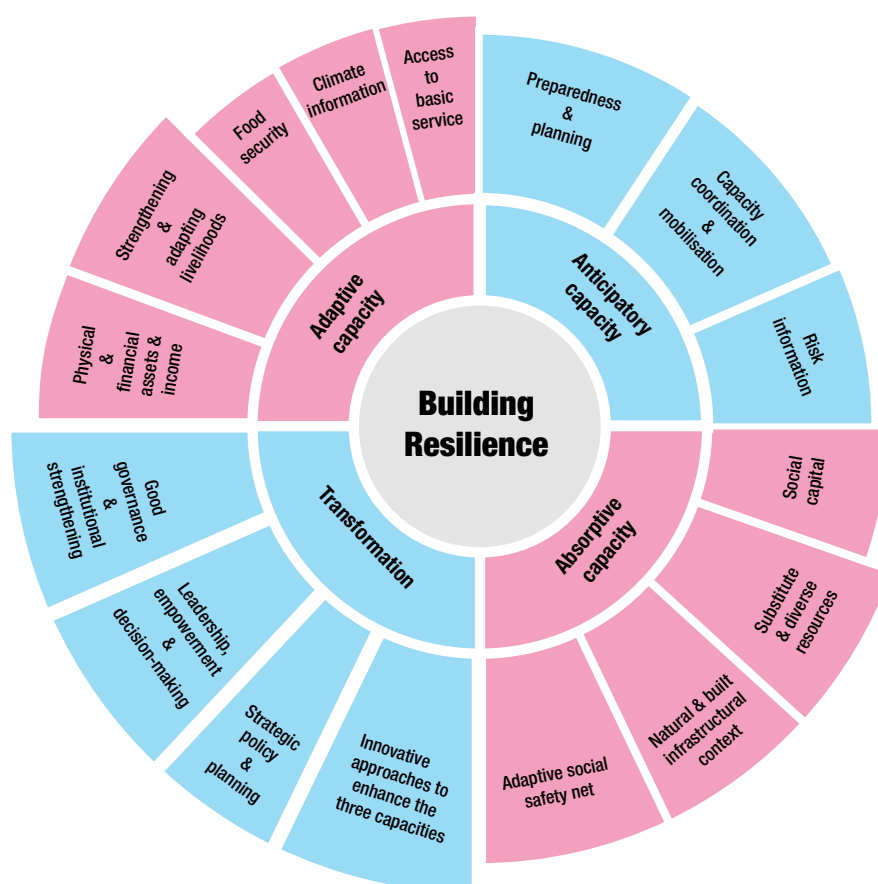 Building
Resilience
Anticipatory
capacity
Preparedness
&
planning
Capacity
coordination
&
mobilisation
Risk
information
Absorptive
capacity
Social
capital
Substitute
& diverse
resources
Natural & built
infrastructural
context
Adaptive social
safety net
Transformation
Innovative
approaches to
enhance the
three capacities
Strategic
policy
&
planning
Leadership,
empowerment
&
decision-making
Good
governance
&
institutional
strengthening
Adaptive
capacity
Physical
&
financial
assets &
income
Strengthening
&
adapting
livelihoods
Food
security
Climate
information
Access
to
basic
service